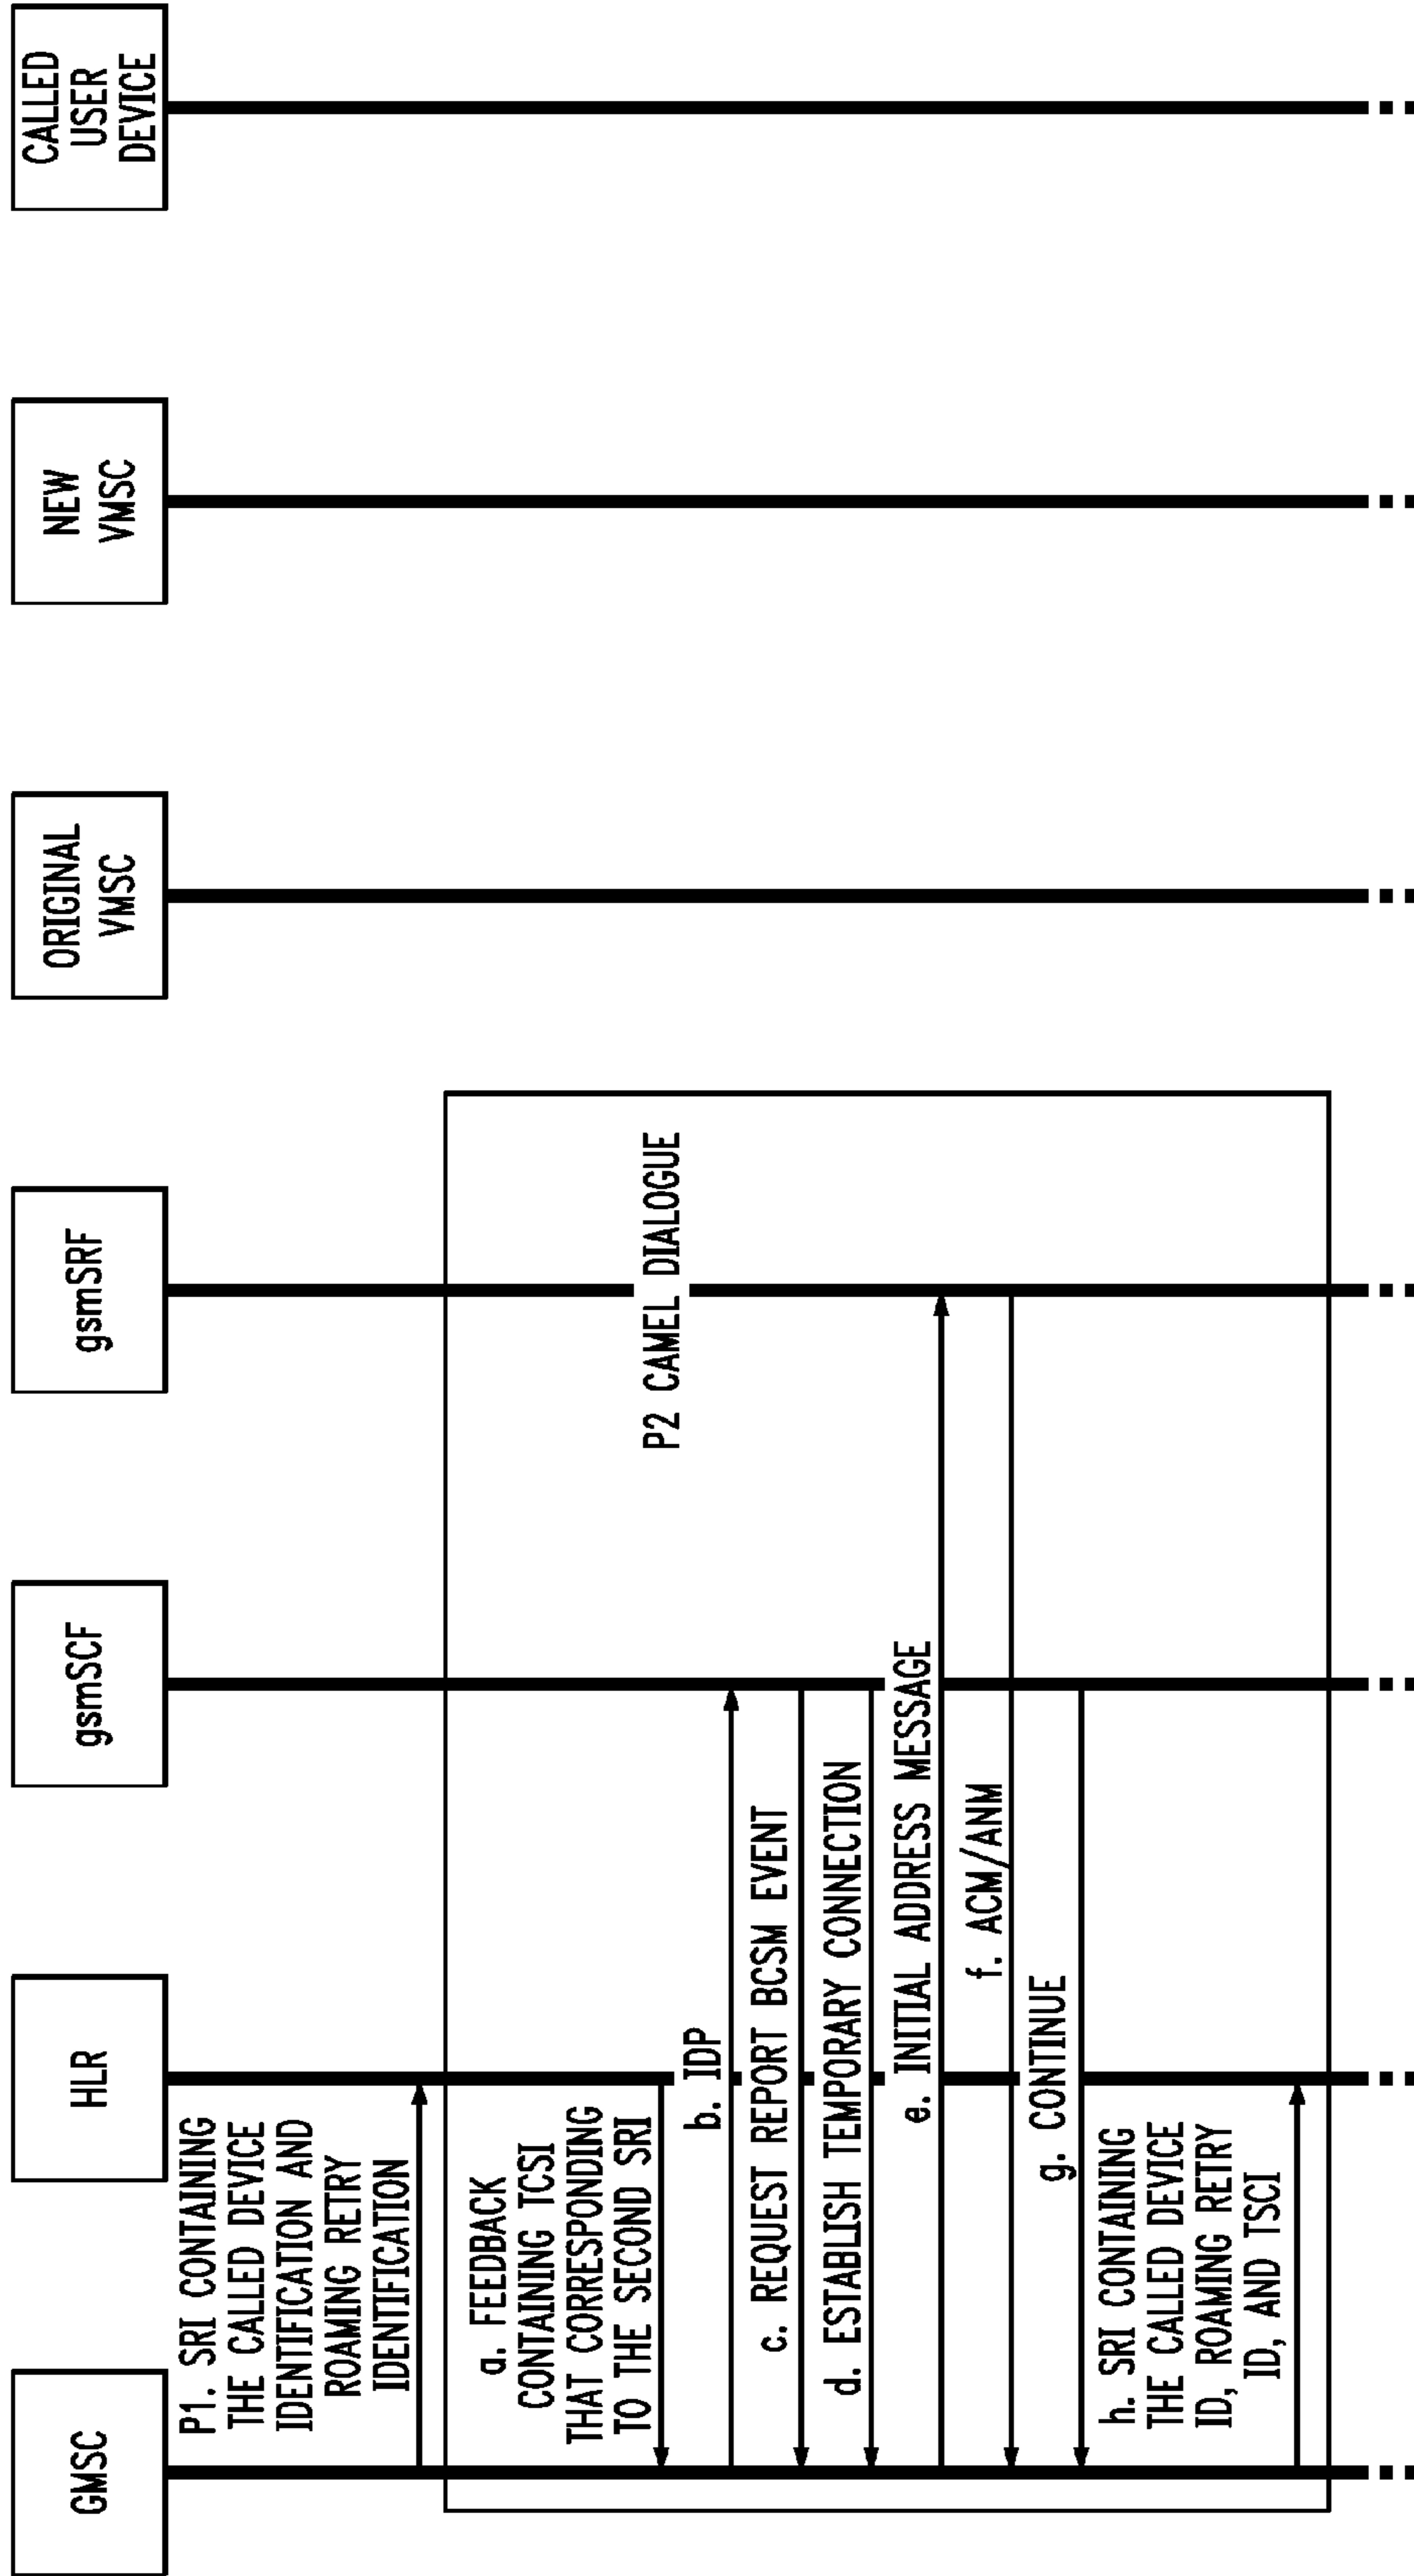 GMSC
HLR
gsmSCF
gsmSRF
ORIGINAL
VMSC
NEW
VMSC
CALLED
USER
DEVICE
P1. SRI CONTAINING
THE CALLED DEVICE
IDENTIFICATION AND
ROAMING RETRY
IDENTIFICATION
P2 CAMEL DIALOGUE
a. FEEDBACK
CONTAINING TCSI
THAT CORRESPONDING
TO THE SECOND SRI
b. IDP
c. REQUEST REPORT BCSM EVENT
d. ESTABLISH TEMPORARY CONNECTION
e. INITIAL ADDRESS MESSAGE
f. ACM/ANM
g. CONTINUE
h. SRI CONTAINING
THE CALLED DEVICE
ID, ROAMING RETRY
ID, AND TSCI